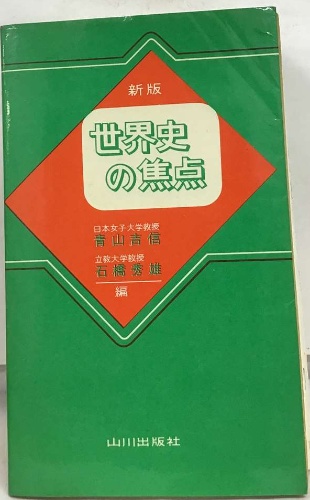 新版
世界史
の焦点
日本女子大学教授
青山吉信
立教大学教授
石橋秀雄
編
山川出版社